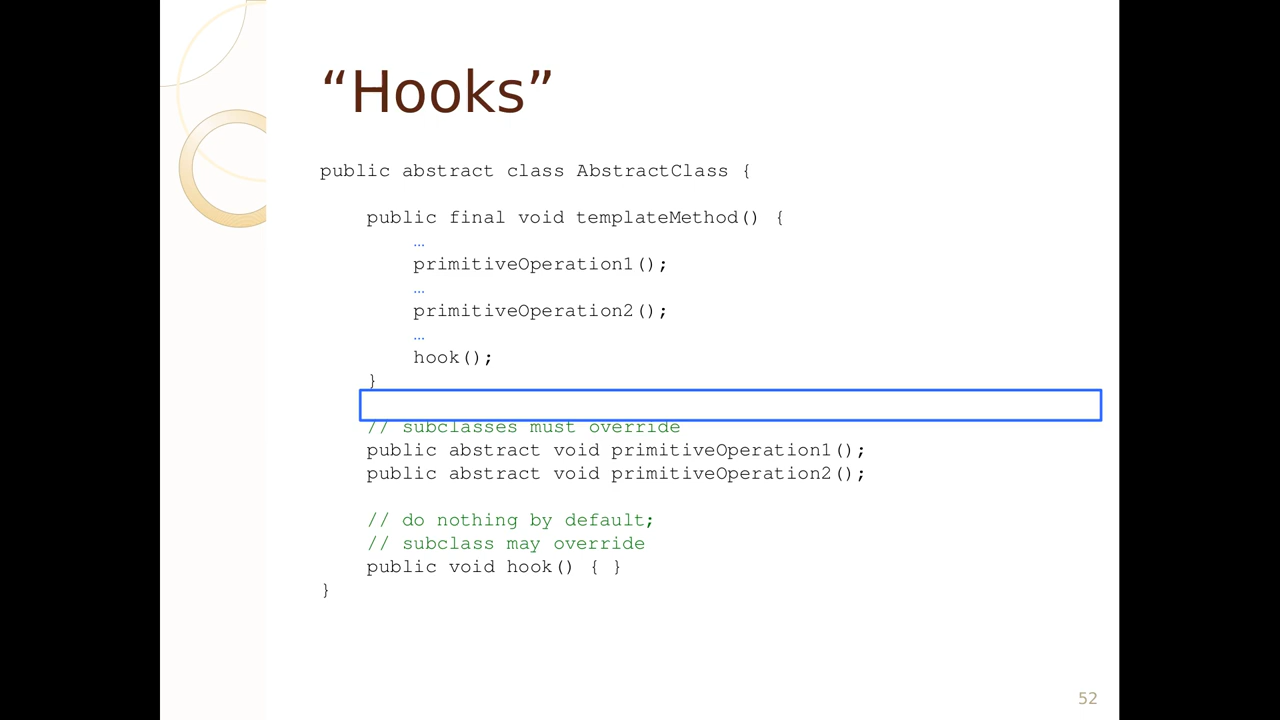 “Hooks”
public abstract class AbstractClass {
public final void templateMethod() {
…
primitiveOperation1();
…
primitiveOperation2();
…
hook();
}
// subclasses must override
public abstract void primitiveOperation1();
public abstract void primitiveOperation2();
// do nothing by default;
// subclass may override
public void hook() { }
}
52